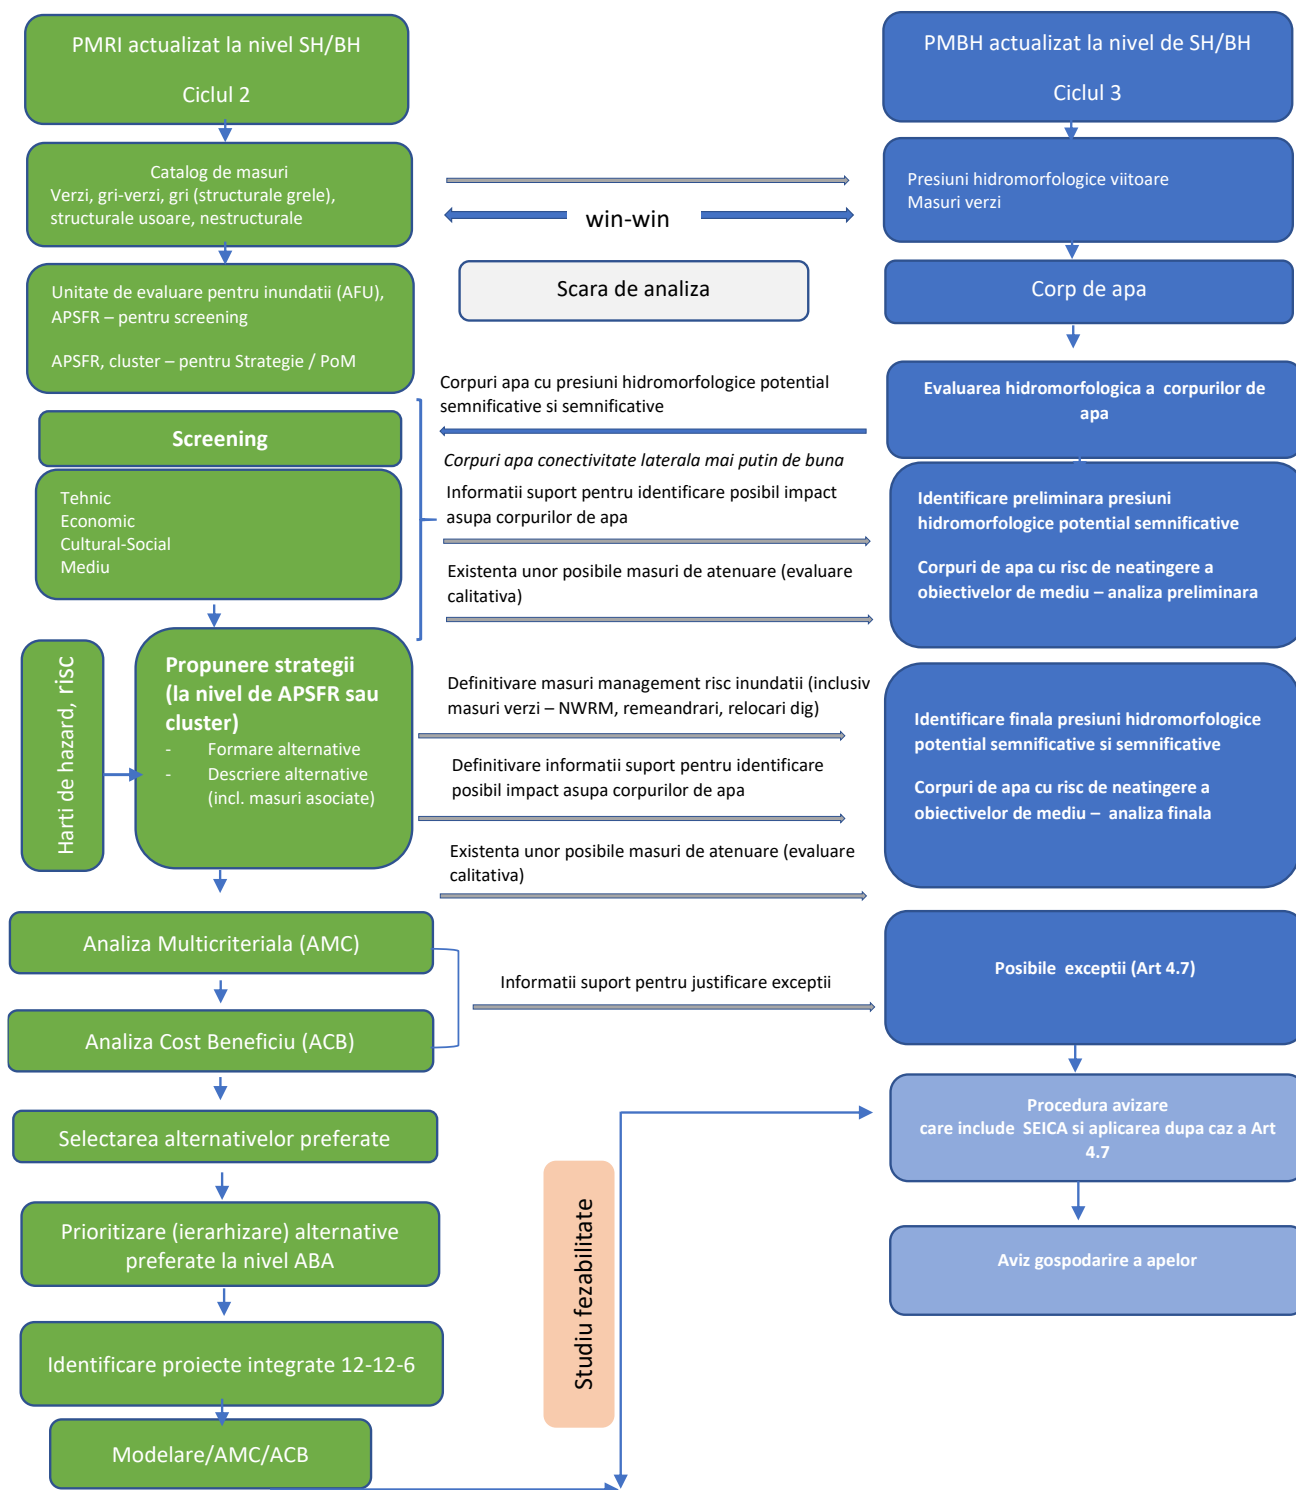 PMRI actualizat la nivel SH/BH
Ciclul 2
PMBH actualizat la nivel de SH/BH
Ciclul 3
Catalog de masuri
Verzi, gri-verzi, gri (structurale grele),
structurale usoare, nestructurale
win-win
Presiuni hidromorfologice viitoare
Masuri verzi
Unitate de evaluare pentru inundatii (AFU),
APSFR – pentru screening
APSFR, cluster – pentru Strategie / PoM
Scara de analiza
Corp de apa
Corpuri apa cu presiuni hidromorfologice potential
semnificative si semnificative
Evaluarea hidromorfologica a  corpurilor de
apa
Screening
Corpuri apa conectivitate laterala mai putin de buna
Tehnic
Economic
Cultural-Social
Mediu
Informatii suport pentru identificare posibil impact
asupa corpurilor de apa
Existenta unor posibile masuri de atenuare (evaluare
calitativa)
Identificare preliminara presiuni
hidromorfologice potential semnificative
Corpuri de apa cu risc de neatingere a
obiectivelor de mediu – analiza preliminara
Harti de hazard, risc
Propunere strategii
(la nivel de APSFR sau
cluster)
- Formare alternative
- Descriere alternative
(incl. masuri asociate)
Definitivare masuri management risc inundatii (inclusiv
masuri verzi – NWRM, remeandrari, relocari dig)
Definitivare informatii suport pentru identificare
posibil impact asupa corpurilor de apa
Existenta unor posibile masuri de atenuare (evaluare
calitativa)
Identificare finala presiuni hidromorfologice
potential semnificative si semnificative
Corpuri de apa cu risc de neatingere a
obiectivelor de mediu –  analiza finala
Analiza Multicriteriala (AMC)
Informatii suport pentru justificare exceptii
Posibile  exceptii (Art 4.7)
Analiza Cost Beneficiu (ACB)
Selectarea alternativelor preferate
Procedura avizare
care include  SEICA si aplicarea dupa caz a Art
4.7
Prioritizare (ierarhizare) alternative
preferate la nivel ABA
Studiu fezabilitate
Aviz gospodarire a apelor
Identificare proiecte integrate 12-12-6
Modelare/AMC/ACB